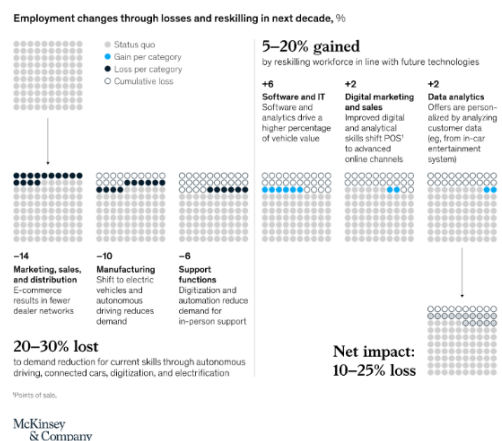 Employment changes through losses and reskilling in next decade, %
Status quo
Gain per category
Loss per category
Cumulative loss
5–20% gained
by reskilling workforce in line with future technologies
+6
Software and IT
Software and
analytics drive a
higher percentage
of vehicle value
+2
Digital marketing
and sales
Improved digital
and analytical
skills shift POS¹
to advanced
online channels
+2
Data analytics
Offers are person-
alized by analyzing
customer data
(eg, from in-car
entertainment
system)
–14
Marketing, sales,
and distribution
E-commerce
results in fewer
dealer networks
–10
Manufacturing
Shift to electric
vehicles and
autonomous
driving reduces
demand
–6
Support
functions
Digitization and
automation reduce
demand for
in-person support
20–30% lost
to demand reduction for current skills through autonomous
driving, connected cars, digitization, and electrification
Net impact:
10–25% loss
¹Points of sale.
McKinsey
& Company